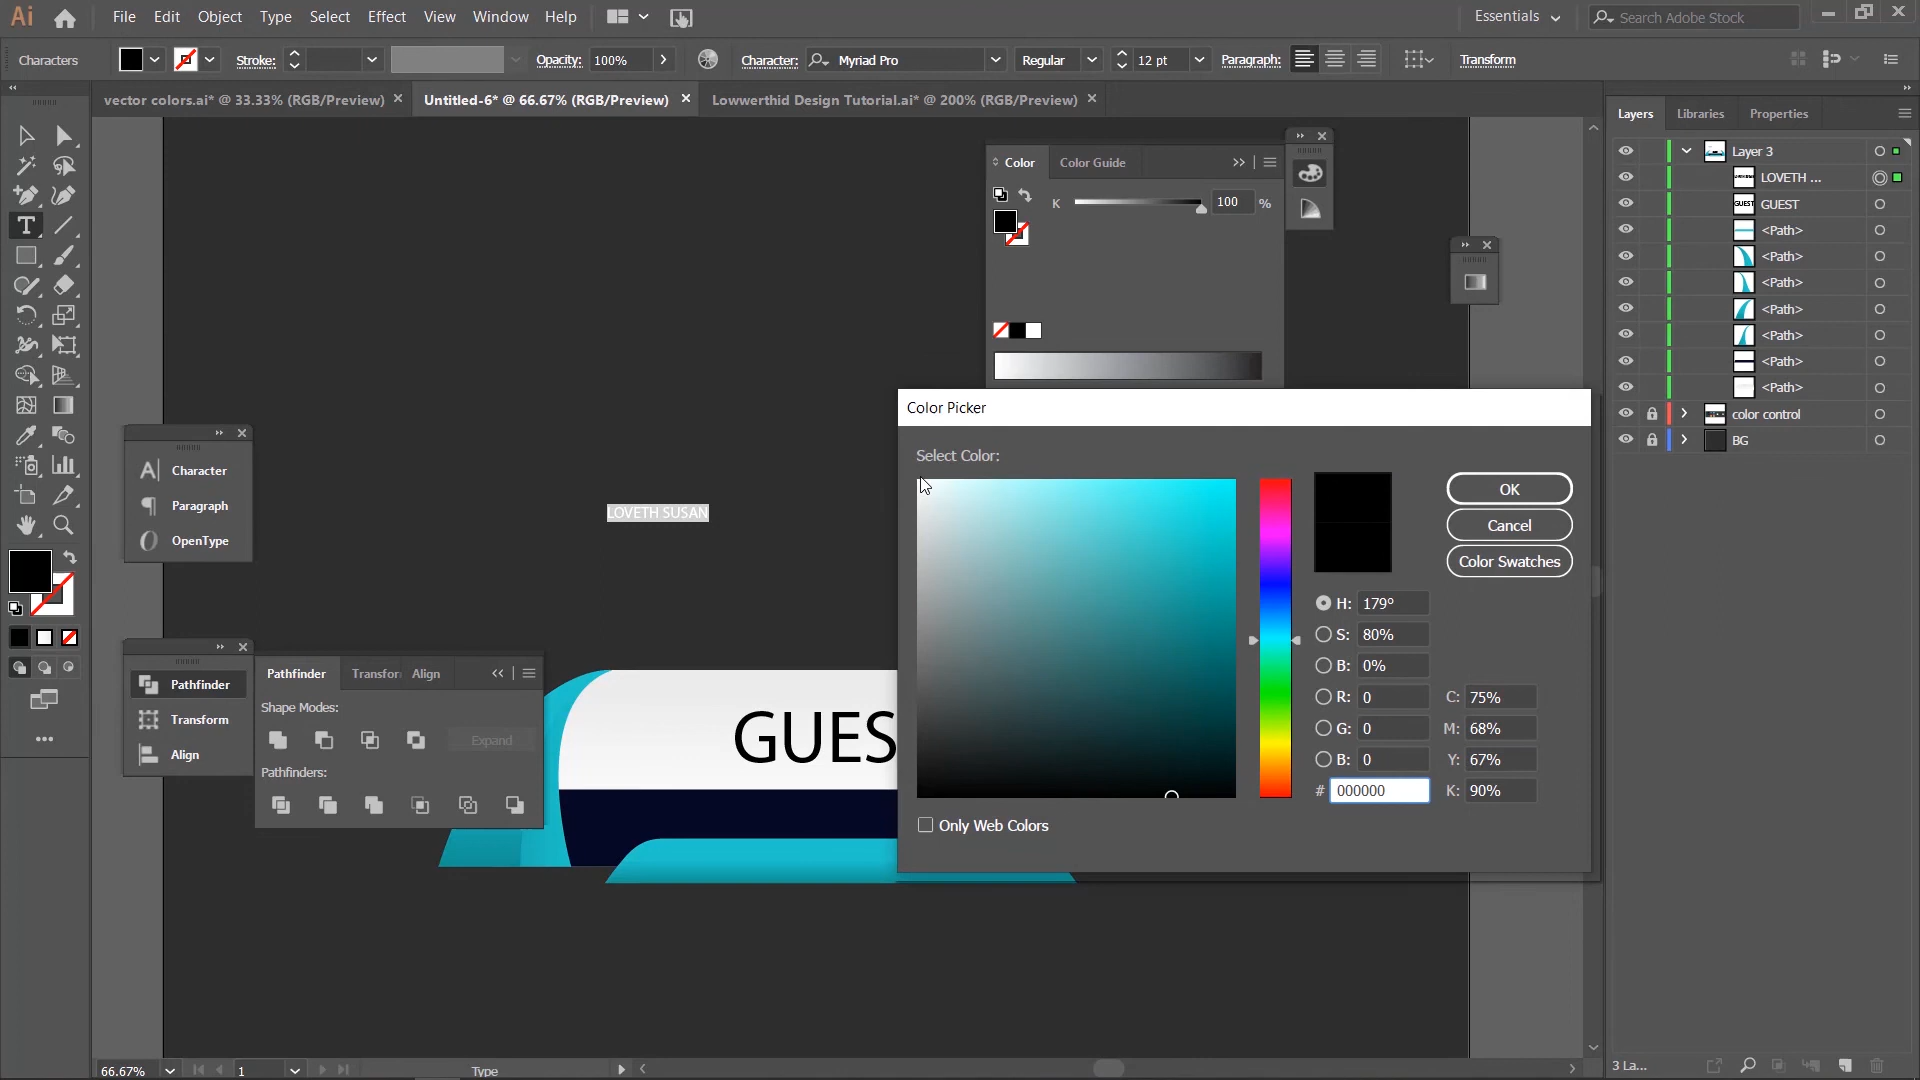 Ai File Edit Object Type Select Effect View Window Help Essentials Search Adobe Stock
Characters Stroke: Opacity: 100% Character: Myriad Pro Regular 12 pt Paragraph: Transform
vector colors.ai* @ 33.33% (RGB/Preview) Untitled-6* @ 66.67% (RGB/Preview) Lowwerthid Design Tutorial.ai* @ 200% (RGB/Preview)
Layers Libraries Properties
Layer 3
LOVETH ...
GUEST GUEST
<Path>
<Path>
<Path>
<Path>
<Path>
<Path>
<Path>
color control
BG
Color Color Guide
K 100 %
Character
Paragraph
OpenType
LOVETH SUSAN
Pathfinder
Transform
Align
Pathfinder Transfor Align
Shape Modes:
Expand
Pathfinders:
GUES
Color Picker
Select Color:
OK
Cancel
Color Swatches
H: 179°
S: 80%
B: 0%
R: 0 C: 75%
G: 0 M: 68%
B: 0 Y: 67%
# 000000 K: 90%
Only Web Colors
66.67% 1 Type
3 La...